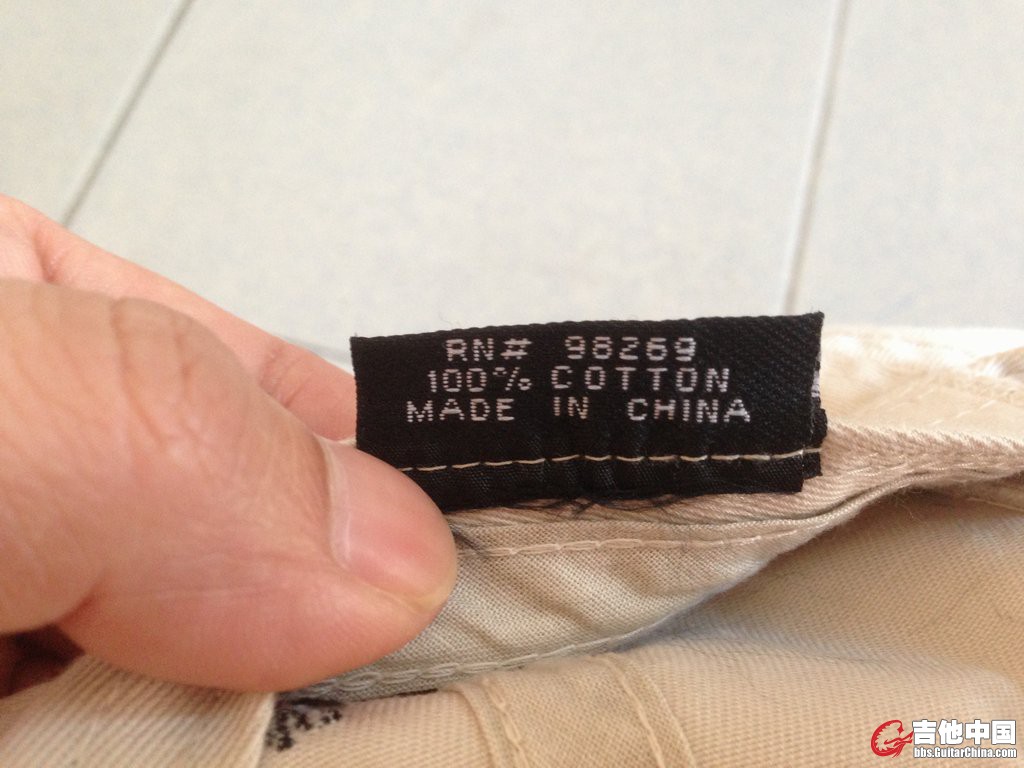 RN# 98269
100% COTTON
MADE IN CHINA
吉他中国
bbs.GuitarChina.com